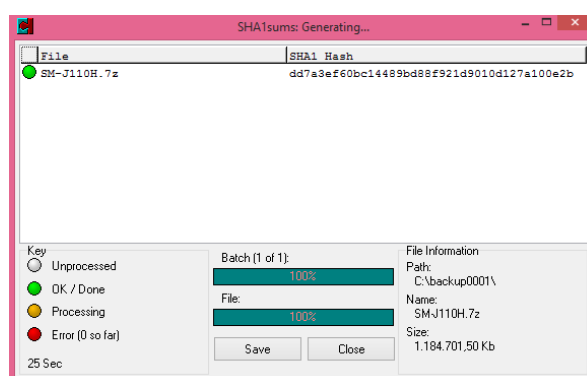 SHA1sums: Generating...
File SHA1 Hash
SM-J110H.7z dd7a3ef60bc14489bd88f921d9010d127a100e2b
Key
Unprocessed
OK / Done
Processing
Error (0 so far)
25 Sec
Batch (1 of 1):
100%
File:
100%
Save Close
File Information
Path:
C:\backup0001\
Name:
SM-J110H.7z
Size:
1.184.701,50 Kb